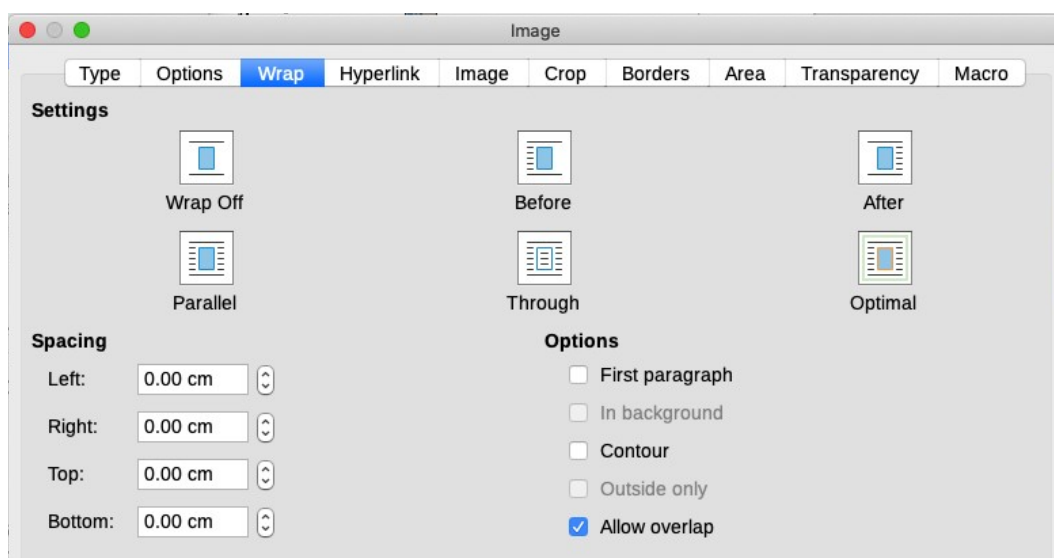 Image
Type Options Wrap Hyperlink Image Crop Borders Area Transparency Macro
Settings
Wrap Off Before After
Parallel Through Optimal
Spacing Options
Left: 0.00 cm First paragraph
Right: 0.00 cm In background
Top: 0.00 cm Contour
Outside only
Bottom: 0.00 cm Allow overlap